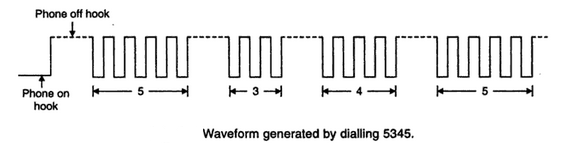 Phone off hook
Phone on
hook
5
3
4
5
Waveform generated by dialling 5345.